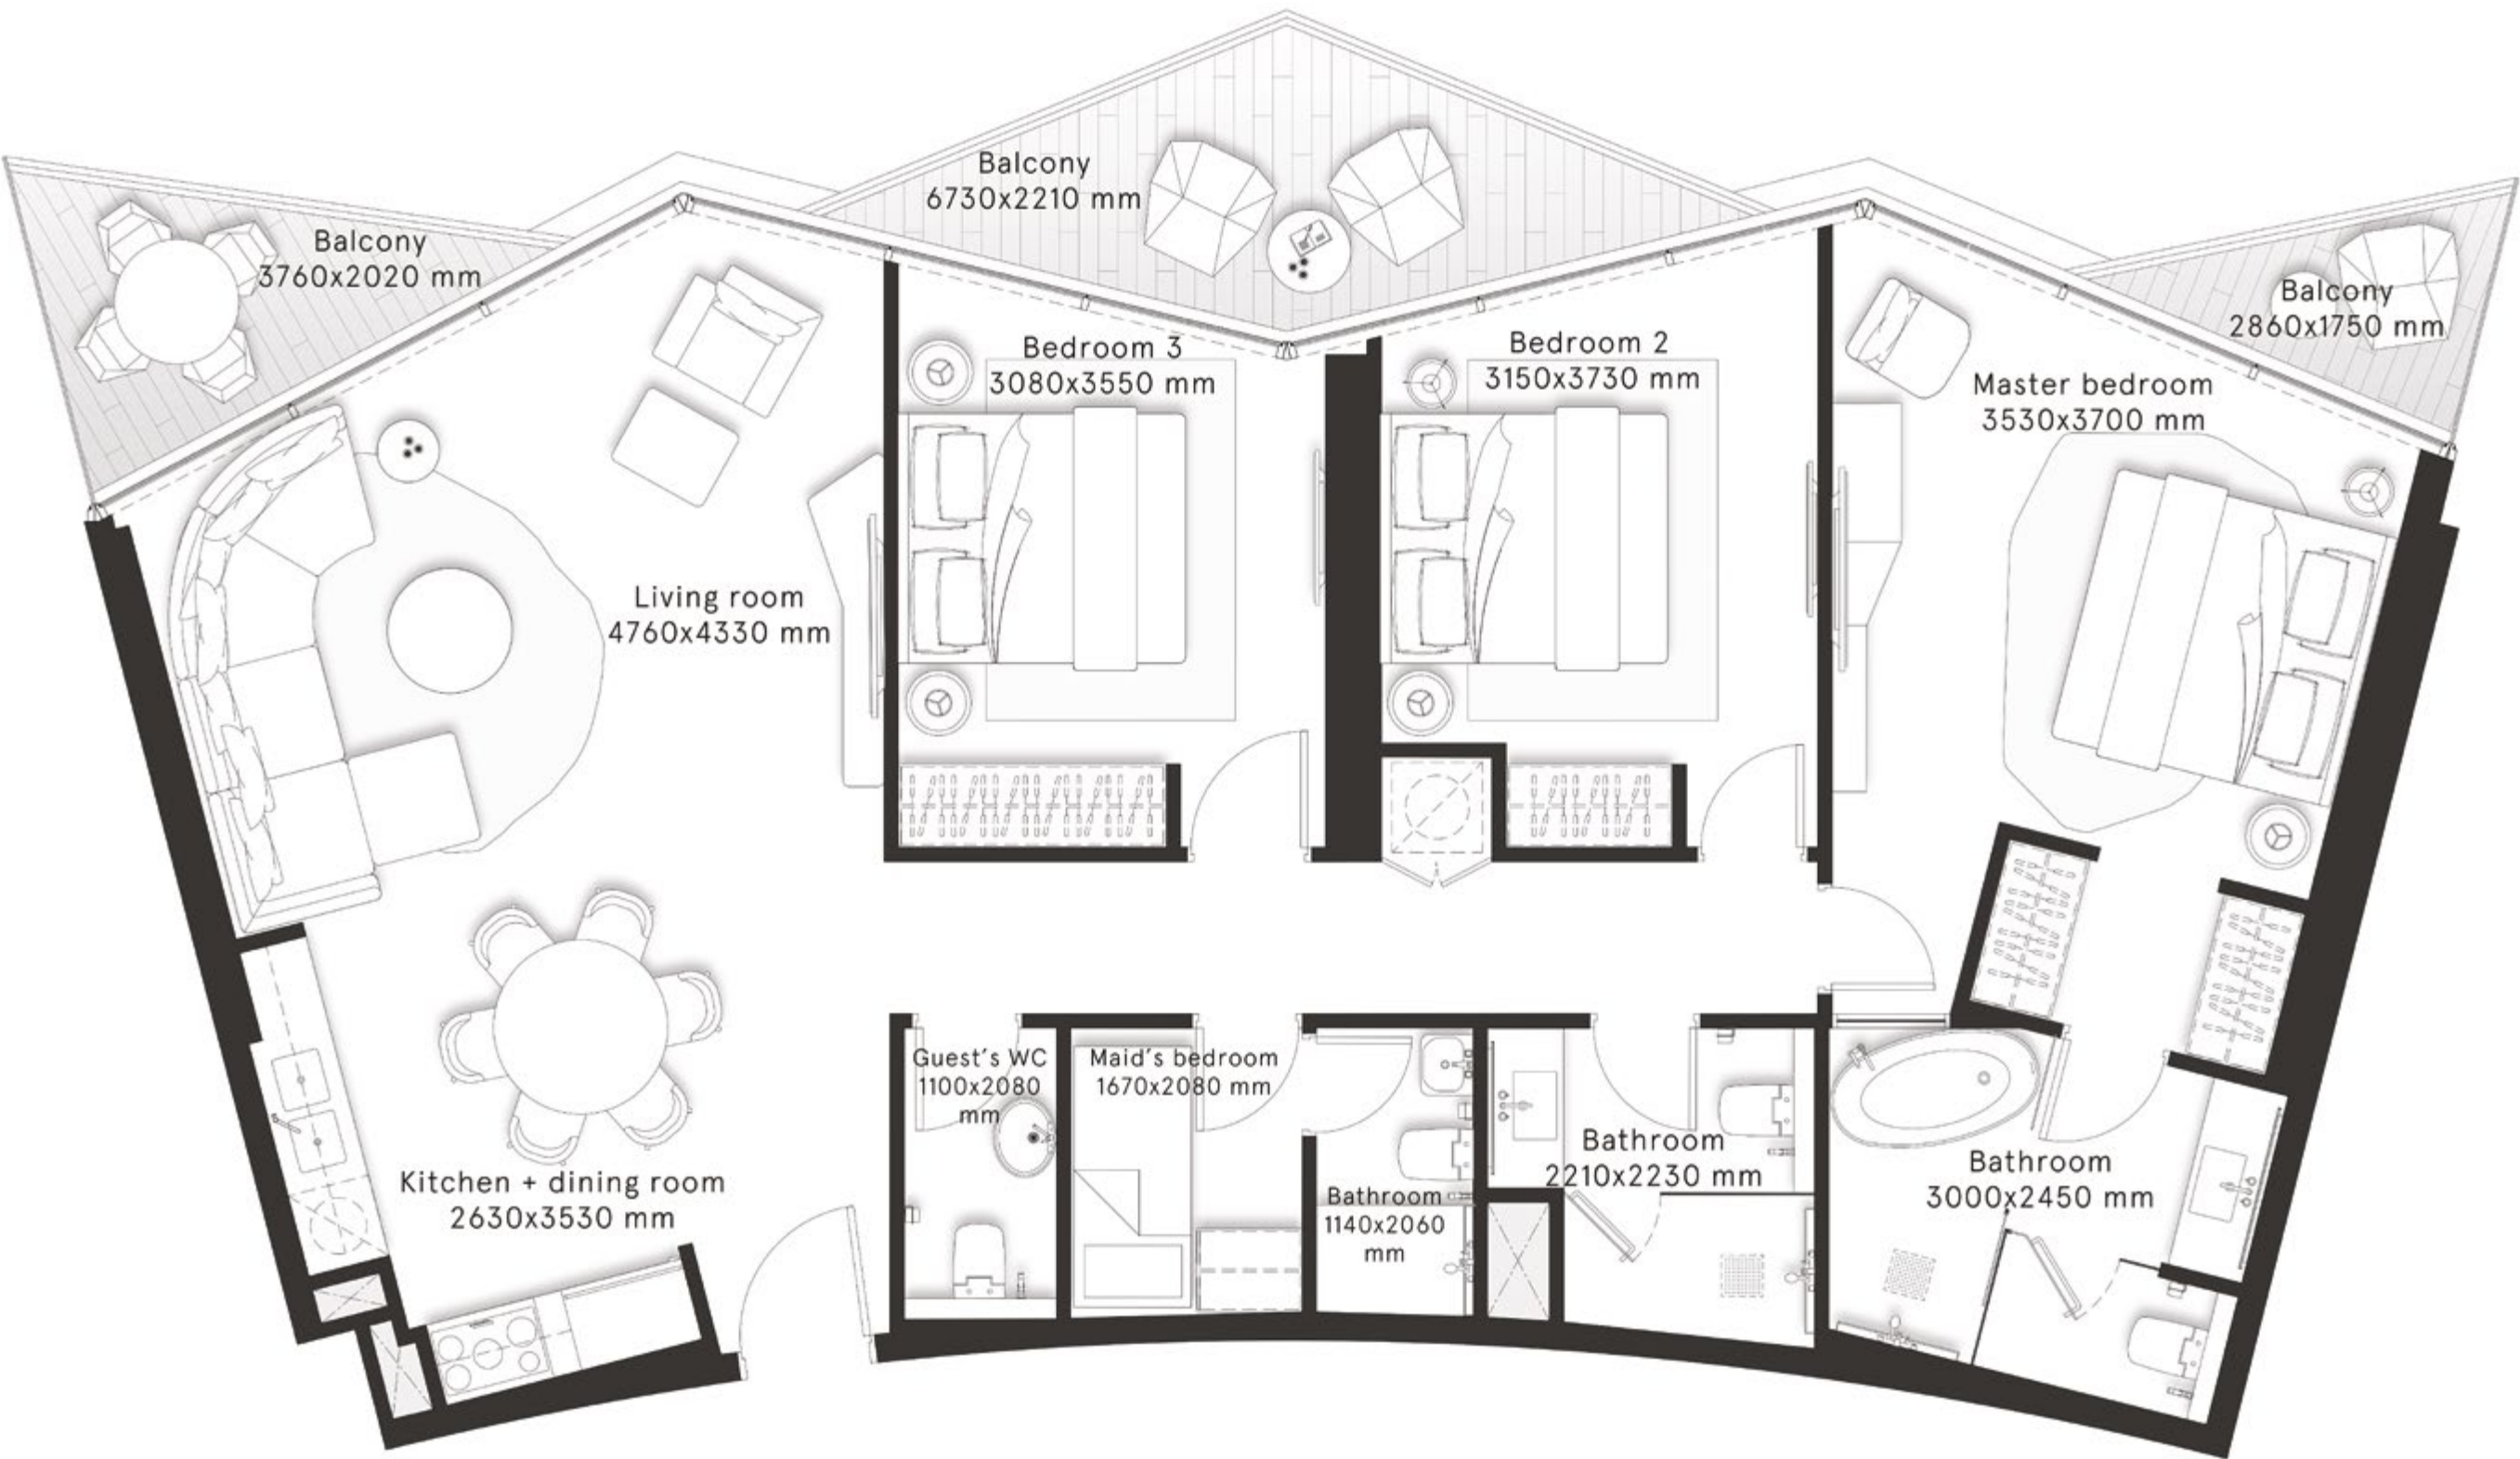 Balcony
6730x2210 mm
Balcony
3760x2020 mm
Balcony
2860x1750 mm
Bedroom 3
3080x3550 mm
Bedroom 2
3150x3730 mm
Master bedroom
3530x3700 mm
Living room
4760x4330 mm
Guest's WC
1100x2080
mm
Maid's bedroom
1670x2080 mm
Kitchen + dining room
2630x3530 mm
Bathroom
1140x2060
mm
Bathroom
2210x2230 mm
Bathroom
3000x2450 mm